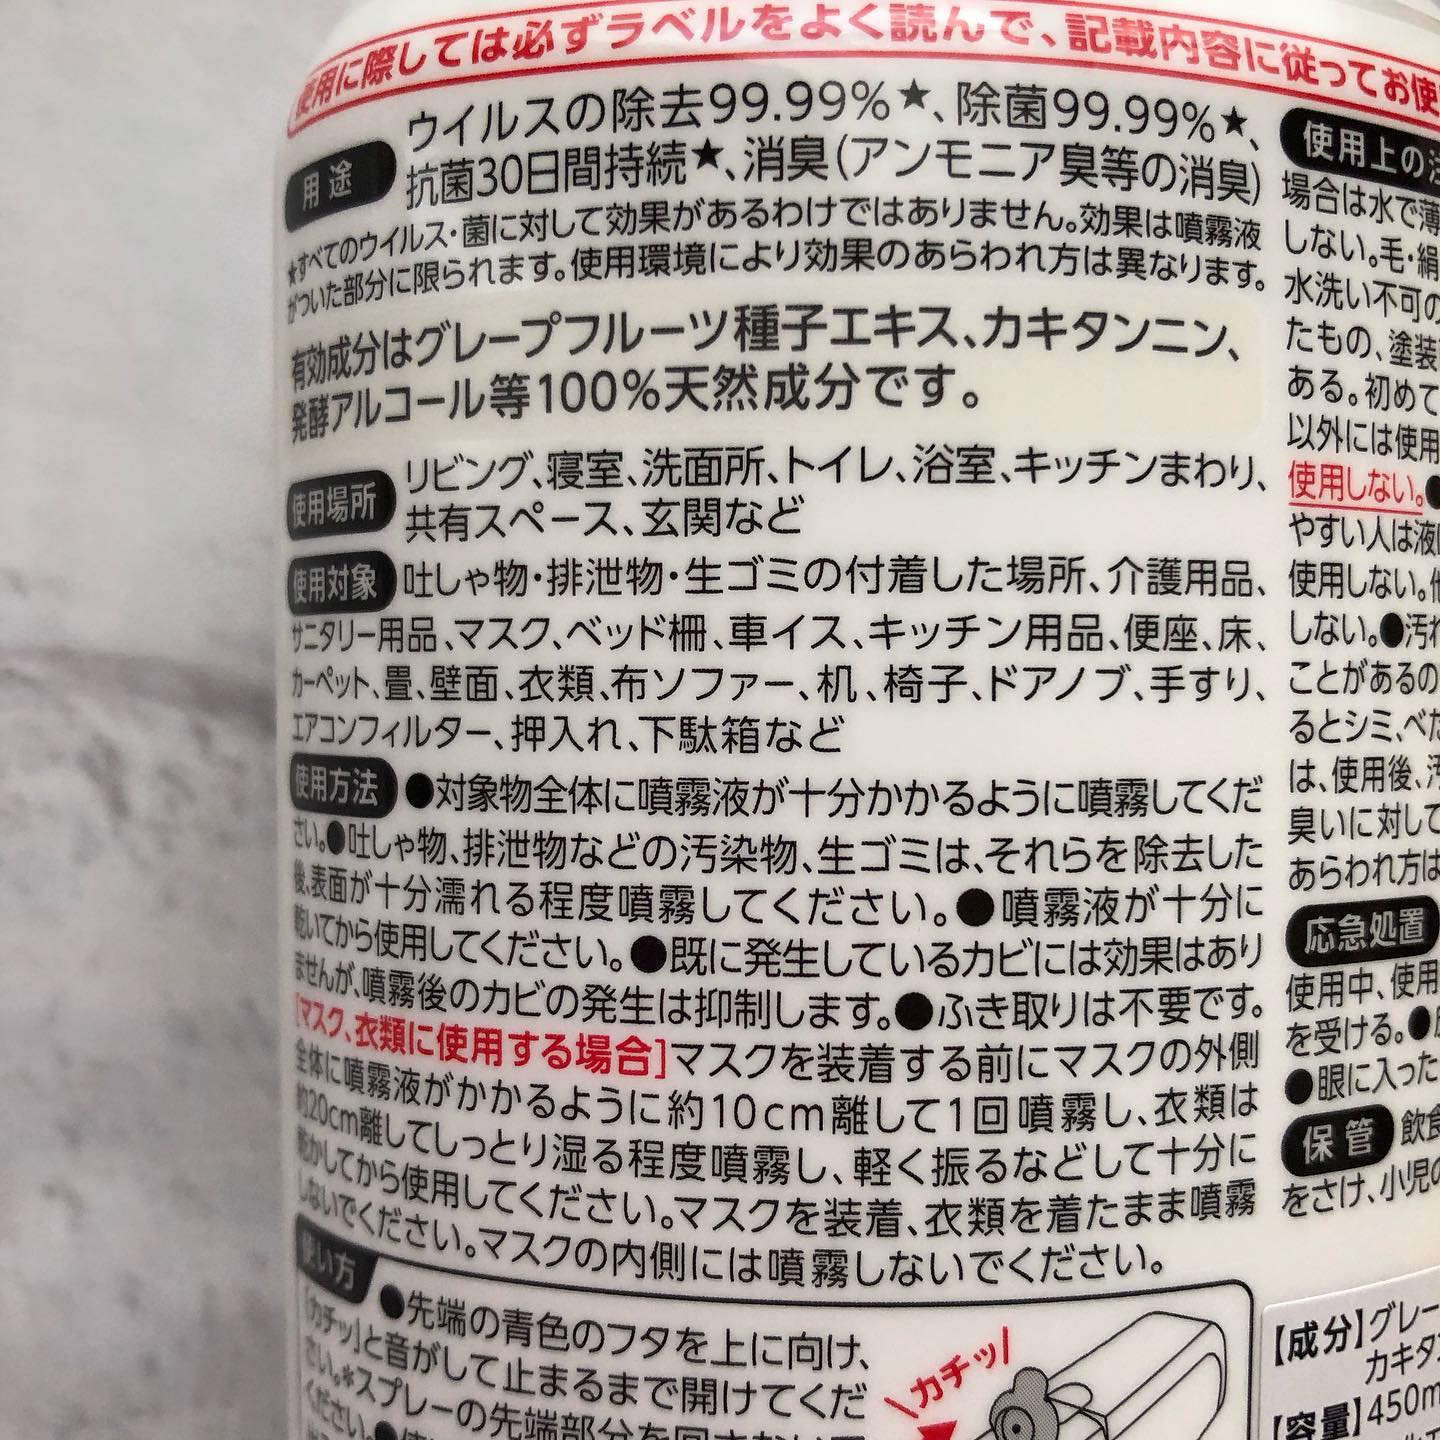 使用に際しては必ずラベルをよく読んで、記載内容に従ってお使
用途
ウイルスの除去99.99%★、除菌99.99%★、
抗菌30日間持続★、消臭(アンモニア臭等の消臭)
★すべてのウイルス・菌に対して効果があるわけではありません。効果は噴霧液
がついた部分に限られます。使用環境により効果のあらわれ方は異なります。
有効成分はグレープフルーツ種子エキス、カキタンニン、
発酵アルコール等100%天然成分です。
使用場所
リビング、寝室、洗面所、トイレ、浴室、キッチンまわり、
共有スペース、玄関など
使用対象 吐しゃ物・排泄物・生ゴミの付着した場所、介護用品、
サニタリー用品、マスク、ベッド柵、車イス、キッチン用品、便座、床、
カーペット、畳、壁面、衣類、布ソファー、机、椅子、ドアノブ、手すり、
エアコンフィルター、押入れ、下駄箱など
使用方法 ●対象物全体に噴霧液が十分かかるように噴霧してくだ
さい。●吐しゃ物、排泄物などの汚染物、生ゴミは、それらを除去した
後、表面が十分濡れる程度噴霧してください。●噴霧液が十分に
乾いてから使用してください。●既に発生しているカビには効果はあり
ませんが、噴霧後のカビの発生は抑制します。●ふき取りは不要です。
[マスク、衣類に使用する場合]マスクを装着する前にマスクの外側
全体に噴霧液がかかるように約10cm離して1回噴霧し、衣類は
約20cm離してしっとり湿る程度噴霧し、軽く振るなどして十分に
乾かしてから使用してください。マスクを装着、衣類を着たまま噴霧
しないでください。マスクの内側には噴霧しないでください。
使い方
●先端の青色のフタを上に向け、
「カチッ」と音がして止まるまで開けてくだ
さい。*スプレーの先端部分を回さないで
ください。
カチッ
使用上の注
場合は水で薄
しない。毛・絹
水洗い不可の
たもの、塗装
ある。初めて
以外には使用
使用しない。●
やすい人は液
使用しない。他
しない。●汚れ
ことがあるの
るとシミ、べた
は、使用後、汚
臭いに対して
あらわれ方は
応急処置
使用中、使用
を受ける。●
●眼に入った
保管 飲食
をさけ、小児の
【成分】グレー
カキタン
【容量】450m